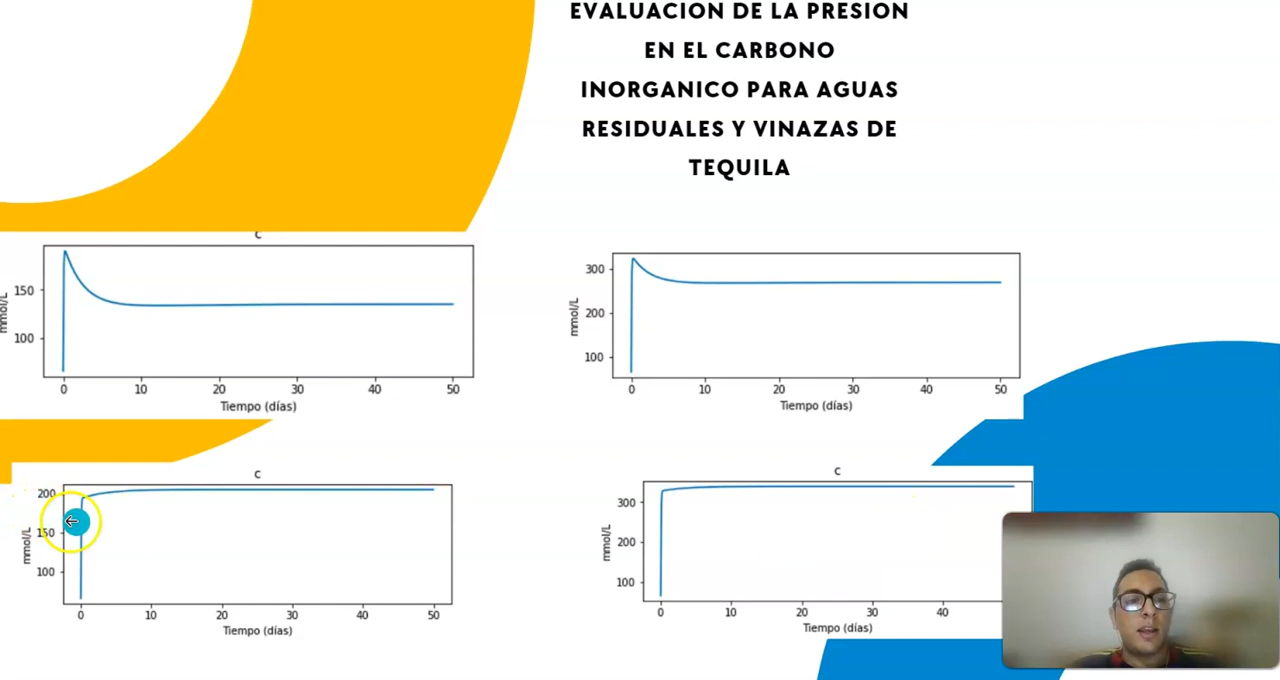 EVALUACION DE LA PRESION
EN EL CARBONO
INORGANICO PARA AGUAS
RESIDUALES Y VINAZAS DE
TEQUILA
C
150
100
mmol/L
0 10 20 30 40 50
Tiempo (días)
300
200
100
mmol/L
0 10 20 30 40 50
Tiempo (días)
C
200
150
100
mmol/L
0 10 20 30 40 50
Tiempo (días)
C
300
200
100
mmol/L
0 10 20 30 40
Tiempo (días)